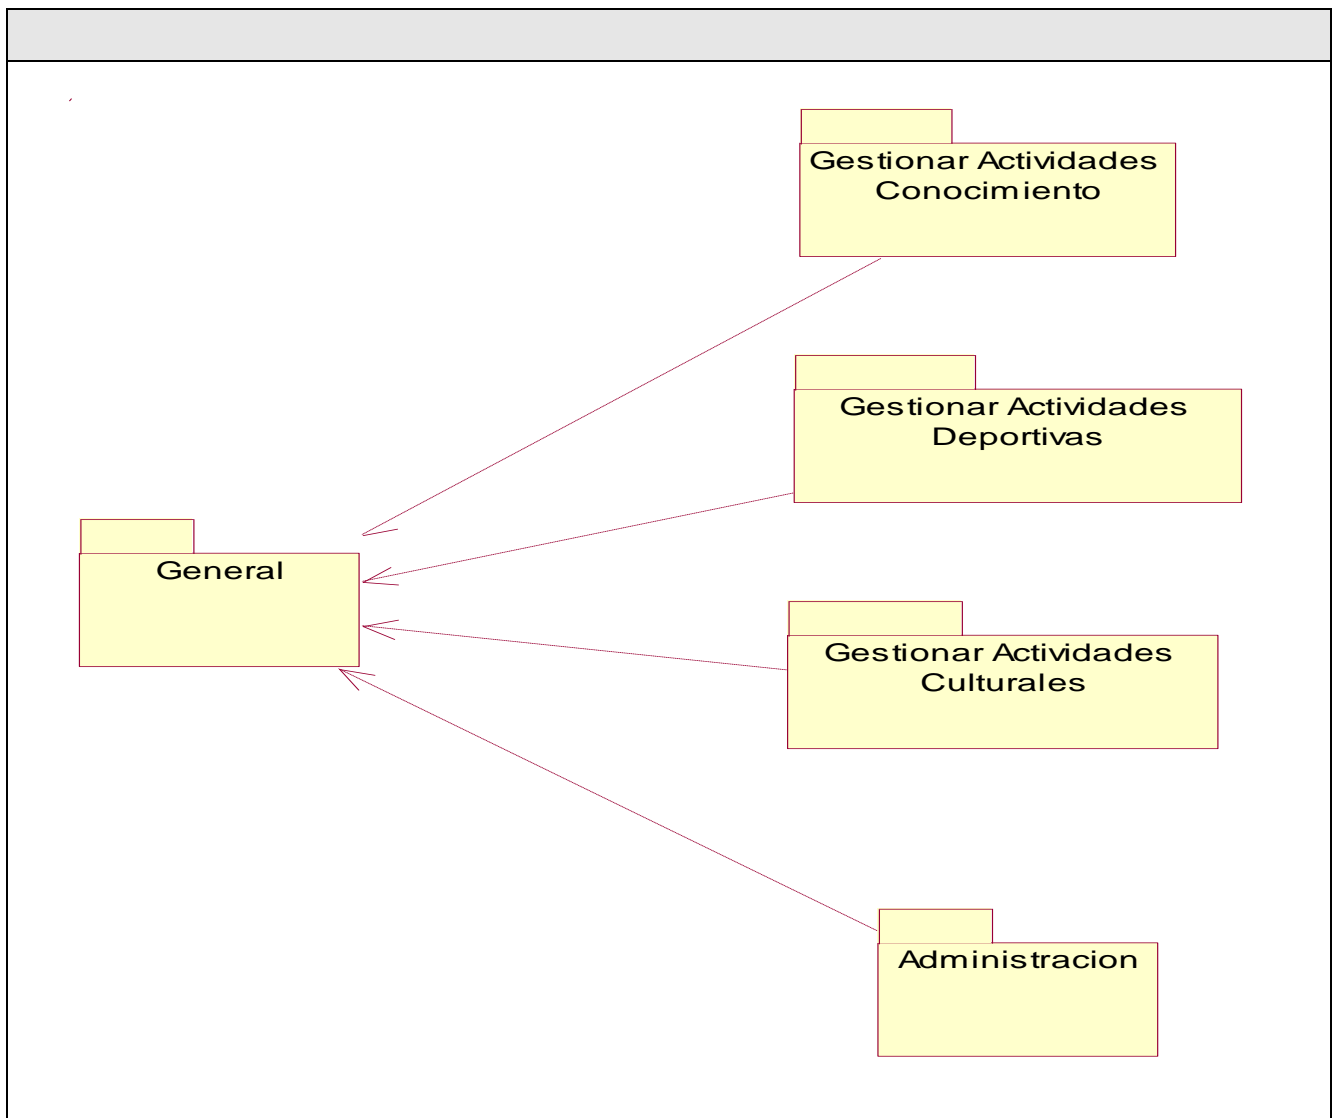 Gestionar Actividades
Conocimiento
Gestionar Actividades
Deportivas
General
Gestionar Actividades
Culturales
Administracion